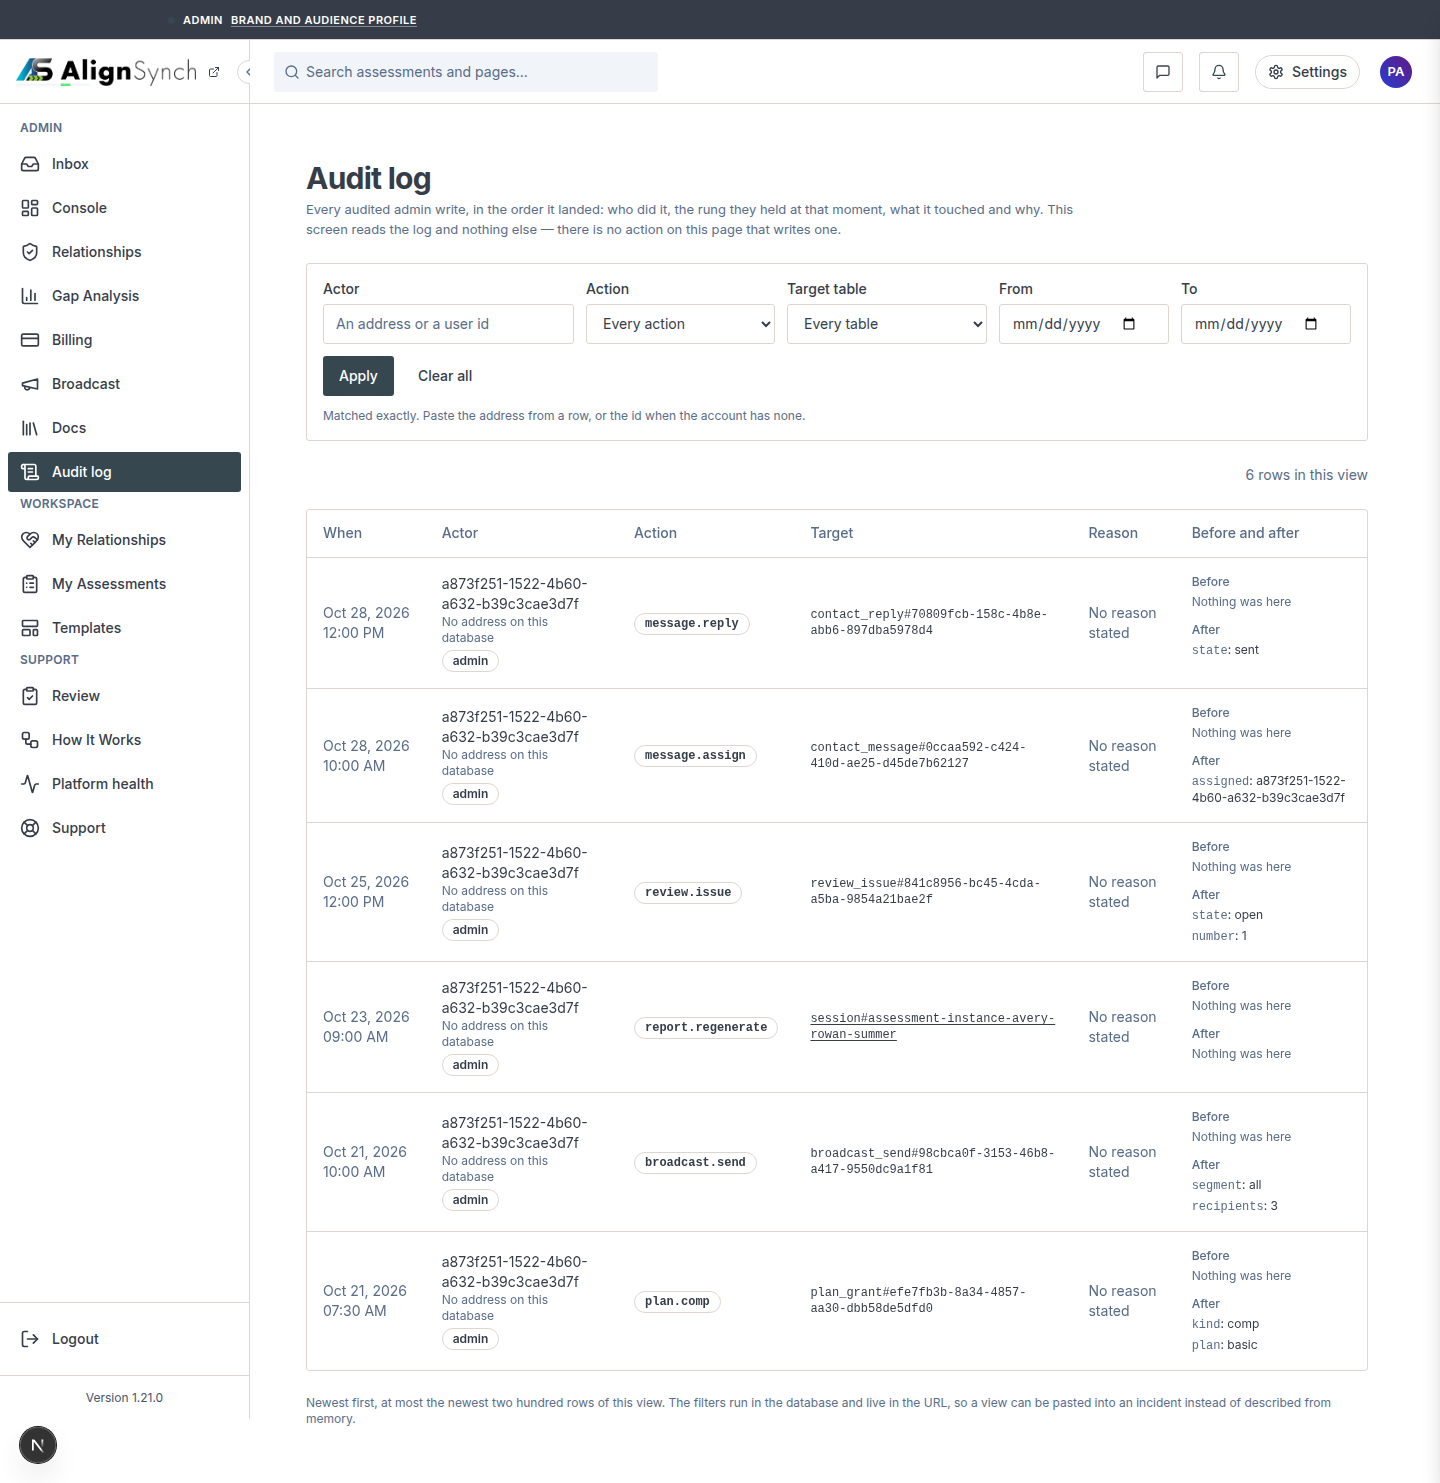 ADMIN BRAND AND AUDIENCE PROFILE
AlignSynch
Search assessments and pages...
Settings
PA
ADMIN
Inbox
Console
Relationships
Gap Analysis
Billing
Broadcast
Docs
Audit log
WORKSPACE
My Relationships
My Assessments
Templates
SUPPORT
Review
How It Works
Platform health
Support
Logout
Version 1.21.0
N
Audit log
Every audited admin write, in the order it landed: who did it, the rung they held at that moment, what it touched and why. This
screen reads the log and nothing else — there is no action on this page that writes one.
Actor Action Target table From To
An address or a user id Every action Every table mm/dd/yyyy mm/dd/yyyy
Apply Clear all
Matched exactly. Paste the address from a row, or the id when the account has none.
6 rows in this view
When Actor Action Target Reason Before and after
Oct 28, 2026
12:00 PM
a873f251-1522-4b60-
a632-b39c3cae3d7f
No address on this
database
admin
message.reply
contact_reply#70809fcb-158c-4b8e-
abb6-897dba5978d4
No reason
stated
Before
Nothing was here
After
state: sent
Oct 28, 2026
10:00 AM
a873f251-1522-4b60-
a632-b39c3cae3d7f
No address on this
database
admin
message.assign
contact_message#0ccaa592-c424-
410d-ae25-d45de7b62127
No reason
stated
Before
Nothing was here
After
assigned: a873f251-1522-
4b60-a632-b39c3cae3d7f
Oct 25, 2026
12:00 PM
a873f251-1522-4b60-
a632-b39c3cae3d7f
No address on this
database
admin
review.issue
review_issue#841c8956-bc45-4cda-
a5ba-9854a21bae2f
No reason
stated
Before
Nothing was here
After
state: open
number: 1
Oct 23, 2026
09:00 AM
a873f251-1522-4b60-
a632-b39c3cae3d7f
No address on this
database
admin
report.regenerate
session#assessment-instance-avery-
rowan-summer
No reason
stated
Before
Nothing was here
After
Nothing was here
Oct 21, 2026
10:00 AM
a873f251-1522-4b60-
a632-b39c3cae3d7f
No address on this
database
admin
broadcast.send
broadcast_send#98cbca0f-3153-46b8-
a417-9550dc9a1f81
No reason
stated
Before
Nothing was here
After
segment: all
recipients: 3
Oct 21, 2026
07:30 AM
a873f251-1522-4b60-
a632-b39c3cae3d7f
No address on this
database
admin
plan.comp
plan_grant#efe7fb3b-8a34-4857-
aa30-dbb58de5dfd0
No reason
stated
Before
Nothing was here
After
kind: comp
plan: basic
Newest first, at most the newest two hundred rows of this view. The filters run in the database and live in the URL, so a view can be pasted into an incident instead of described from
memory.